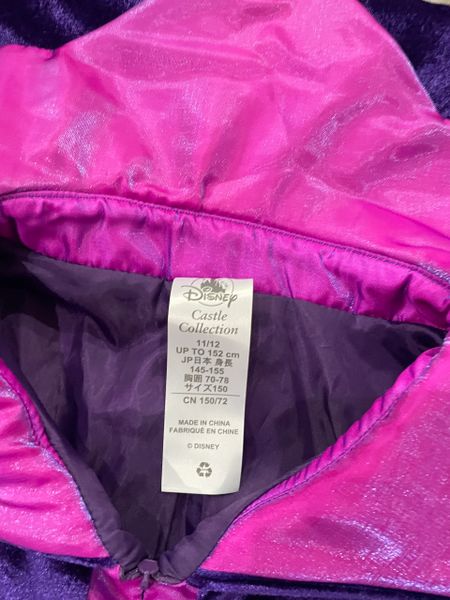 Disney
Castle
Collection
11/12
UP TO 152 cm
JP日本 身長
145-155
胸囲 70-78
サイズ150
CN 150/72
MADE IN CHINA
FABRIQUÉ EN CHINE
© DISNEY